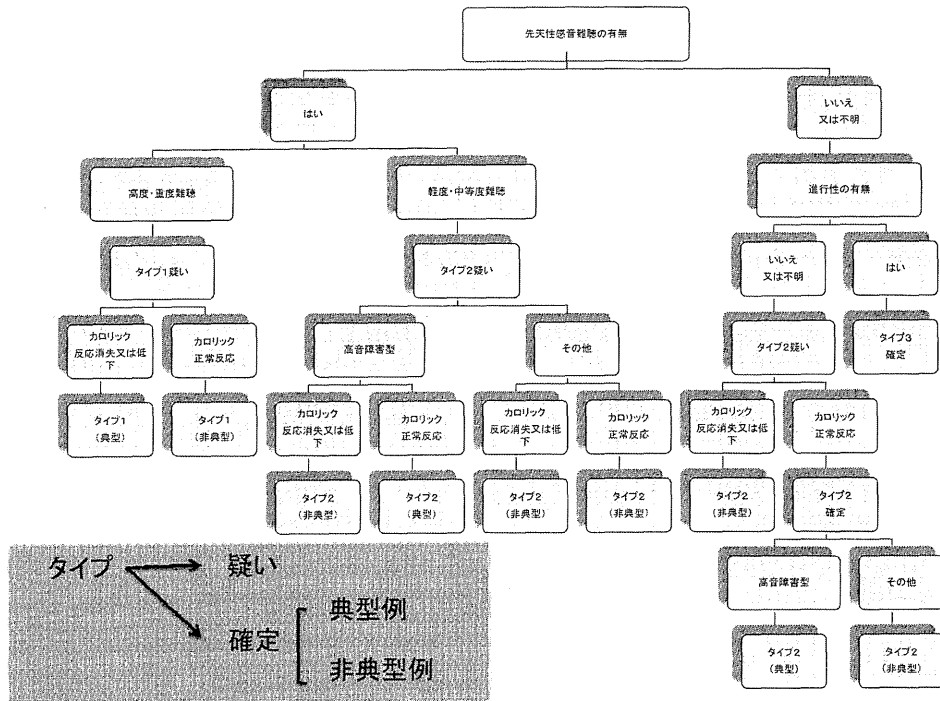 先天性感音難聴の有無
はい
いいえ
又は不明
高度・重度難聴
軽度・中等度難聴
進行性の有無
タイプ1疑い
タイプ2疑い
いいえ
又は不明
はい
カロリック
反応消失又は低
下
カロリック
正常反応
高音障害型
その他
タイプ2疑い
タイプ3
確定
タイプ1
(典型)
タイプ1
(非典型)
カロリック
反応消失又は低
下
カロリック
正常反応
カロリック
反応消失又は低
下
カロリック
正常反応
カロリック
反応消失又は低
下
カロリック
正常反応
タイプ2
(非典型)
タイプ2
(典型)
タイプ2
(非典型)
タイプ2
(非典型)
タイプ2
(非典型)
タイプ2
確定
高音障害型
その他
タイプ2
(典型)
タイプ2
(非典型)
タイプ
疑い
確定
典型例
非典型例